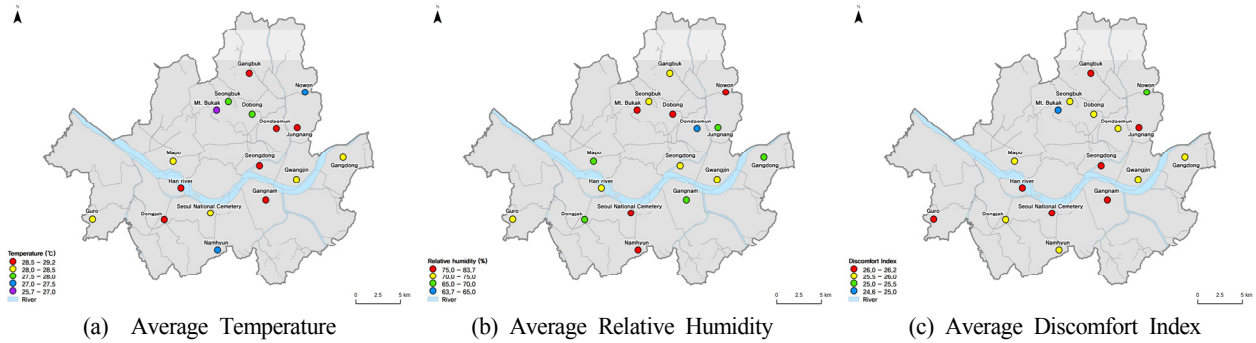 N
Gangbuk
Nowon
Seongbuk
Mt. Bukak
Dobong
Dondaemun
Jungnang
Mapo
Seongdong
Gangdong
Gwangjin
Han river
Gangnam
Guro
Dongjak
Seoul National Cemetery
Namhyun
Temperature (℃)
28,5 – 29,2
28,0 – 28,5
27,5 – 28,0
27,0 – 27,5
25,7 – 27,0
River
0 2.5 5 km
(a) Average Temperature
N
Gangbuk
Nowon
Seongbuk
Mt. Bukak
Dobong
Dondaemun
Jungnang
Mapo
Seongdong
Gangdong
Gwangjin
Han river
Gangnam
Guro
Dongjak
Seoul National Cemetery
Namhyun
Relative humidity (%)
75,0 – 83,7
70,0 – 75,0
65,0 – 70,0
63,7 – 65,0
River
0 2.5 5 km
(b) Average Relative Humidity
N
Gangbuk
Nowon
Seongbuk
Mt. Bukak
Dobong
Dondaemun
Jungnang
Mapo
Seongdong
Gangdong
Gwangjin
Han river
Gangnam
Guro
Dongjak
Seoul National Cemetery
Namhyun
Discomfort Index
26,0 – 26,2
25,5 – 26,0
25,0 – 25,5
24,6 – 25,0
River
0 2.5 5 km
(c) Average Discomfort Index